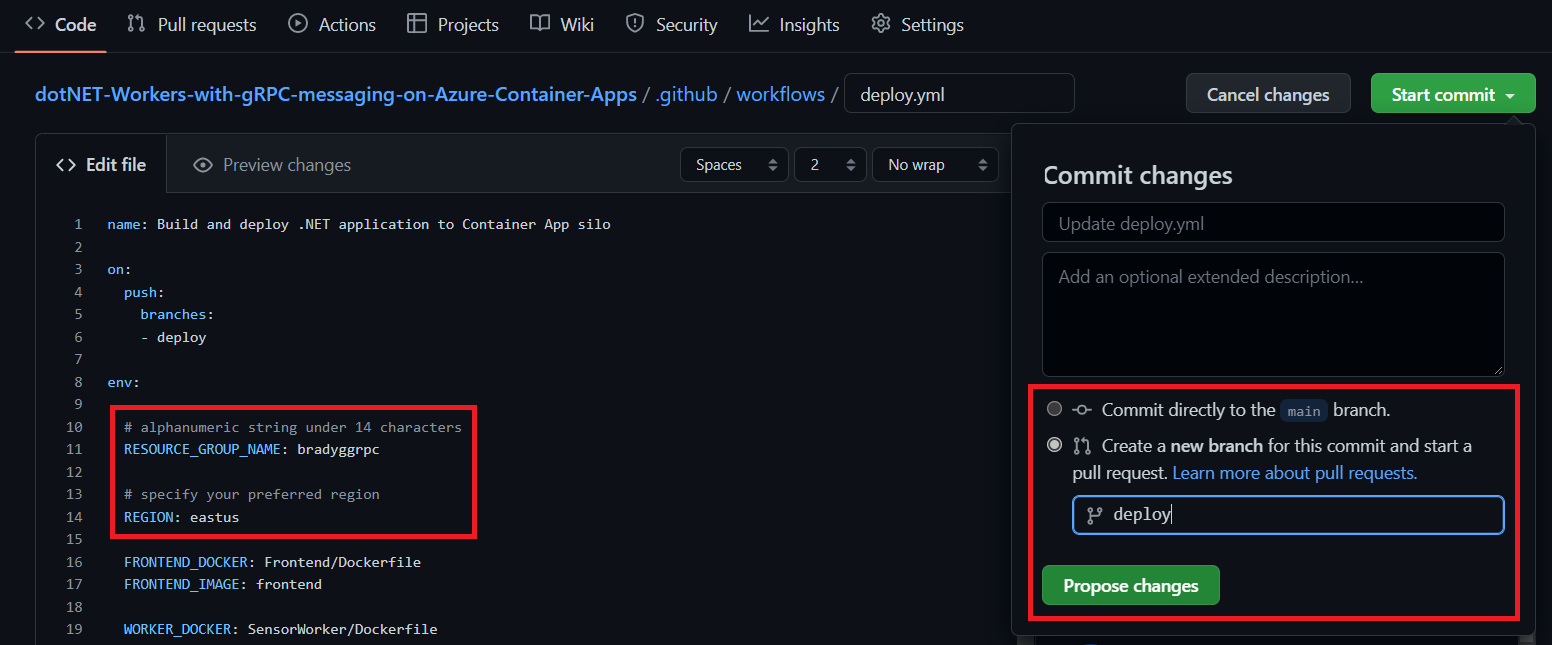 Code Pull requests Actions Projects Wiki Security Insights Settings
dotNET-Workers-with-gRPC-messaging-on-Azure-Container-Apps / .github / workflows / deploy.yml Cancel changes Start commit
Edit file Preview changes Spaces 2 No wrap
1 name: Build and deploy .NET application to Container App silo
2
3 on:
4 push:
5 branches:
6 - deploy
7
8 env:
9
10 # alphanumeric string under 14 characters
11 RESOURCE_GROUP_NAME: bradyggrpc
12
13 # specify your preferred region
14 REGION: eastus
15
16 FRONTEND_DOCKER: Frontend/Dockerfile
17 FRONTEND_IMAGE: frontend
18
19 WORKER_DOCKER: SensorWorker/Dockerfile
Commit changes
Update deploy.yml
Add an optional extended description...
Commit directly to the main branch.
Create a new branch for this commit and start a
pull request. Learn more about pull requests.
deploy
Propose changes